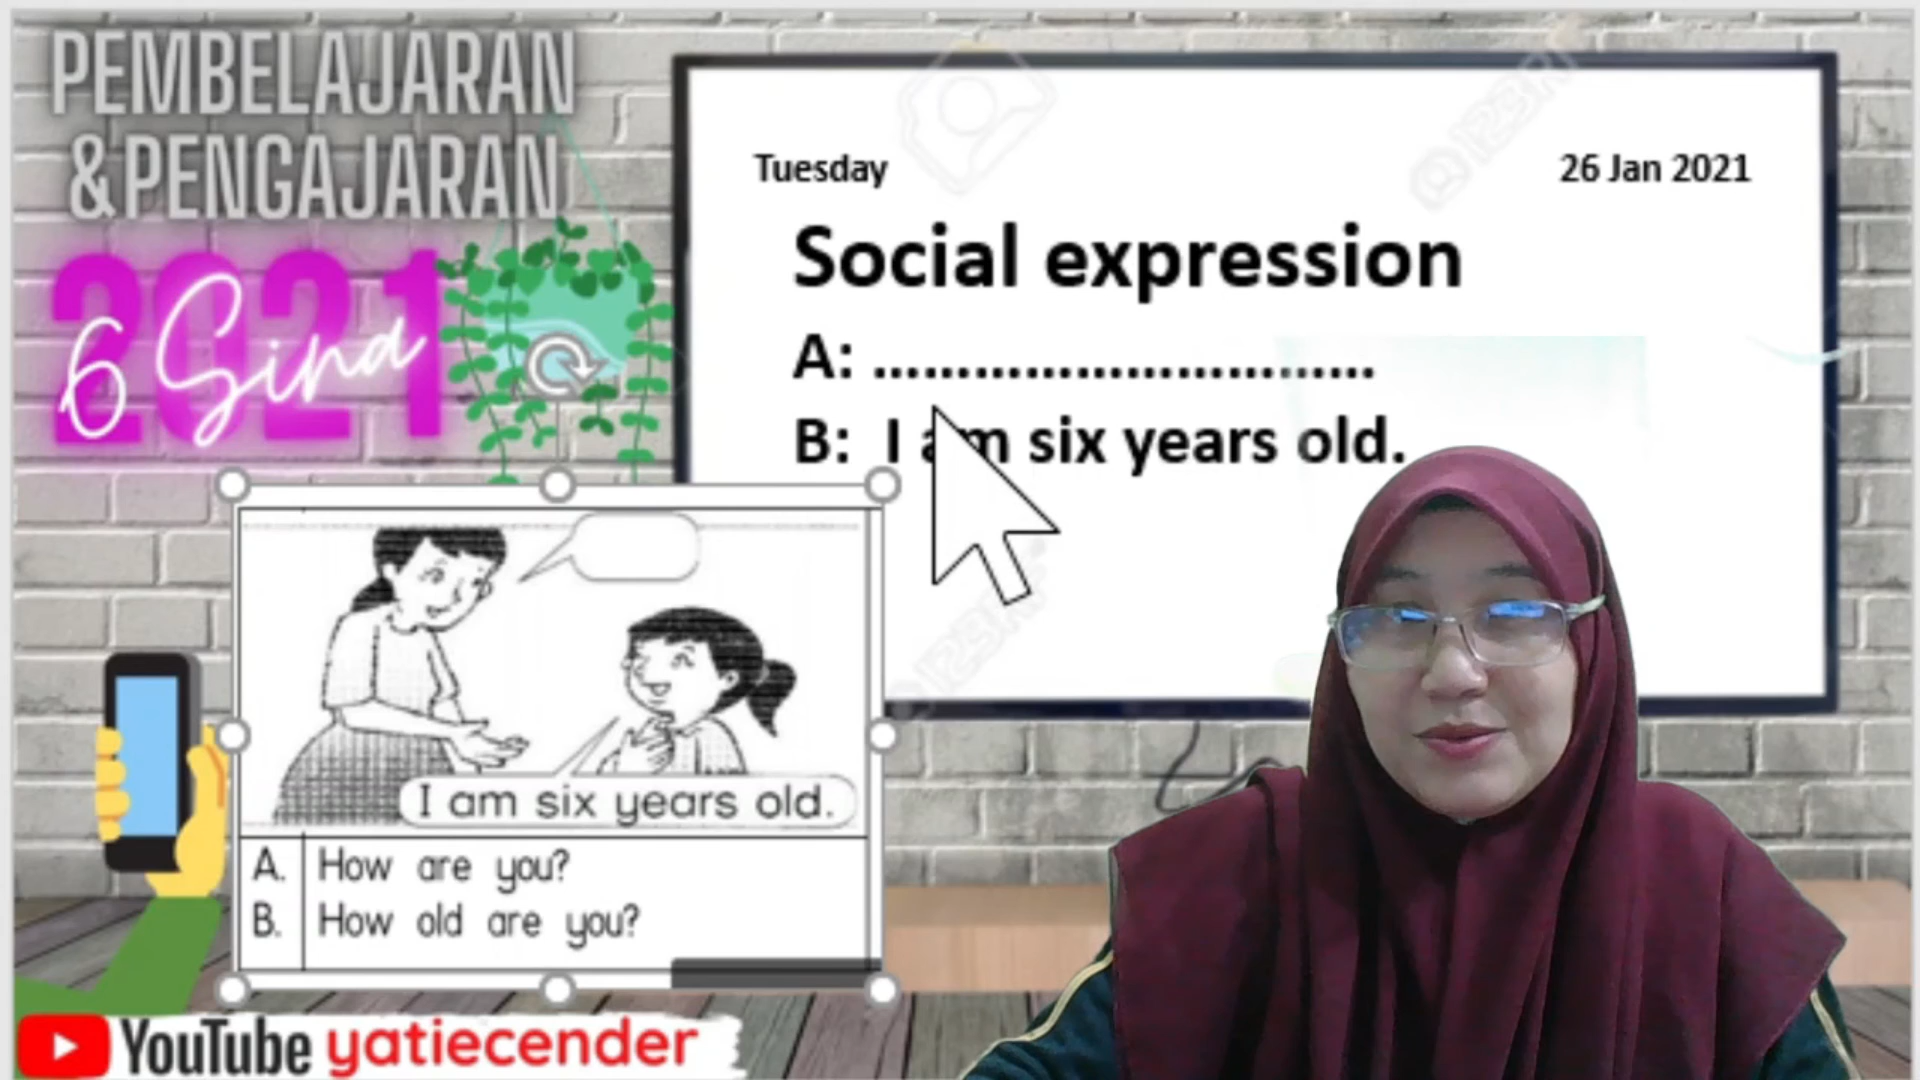 PEMBELAJARAN
&PENGAJARAN
2021
6 Sina
Tuesday
26 Jan 2021
Social expression
A: ..............................
B: I am six years old.
I am six years old.
A. How are you?
B. How old are you?
YouTube yatiecender